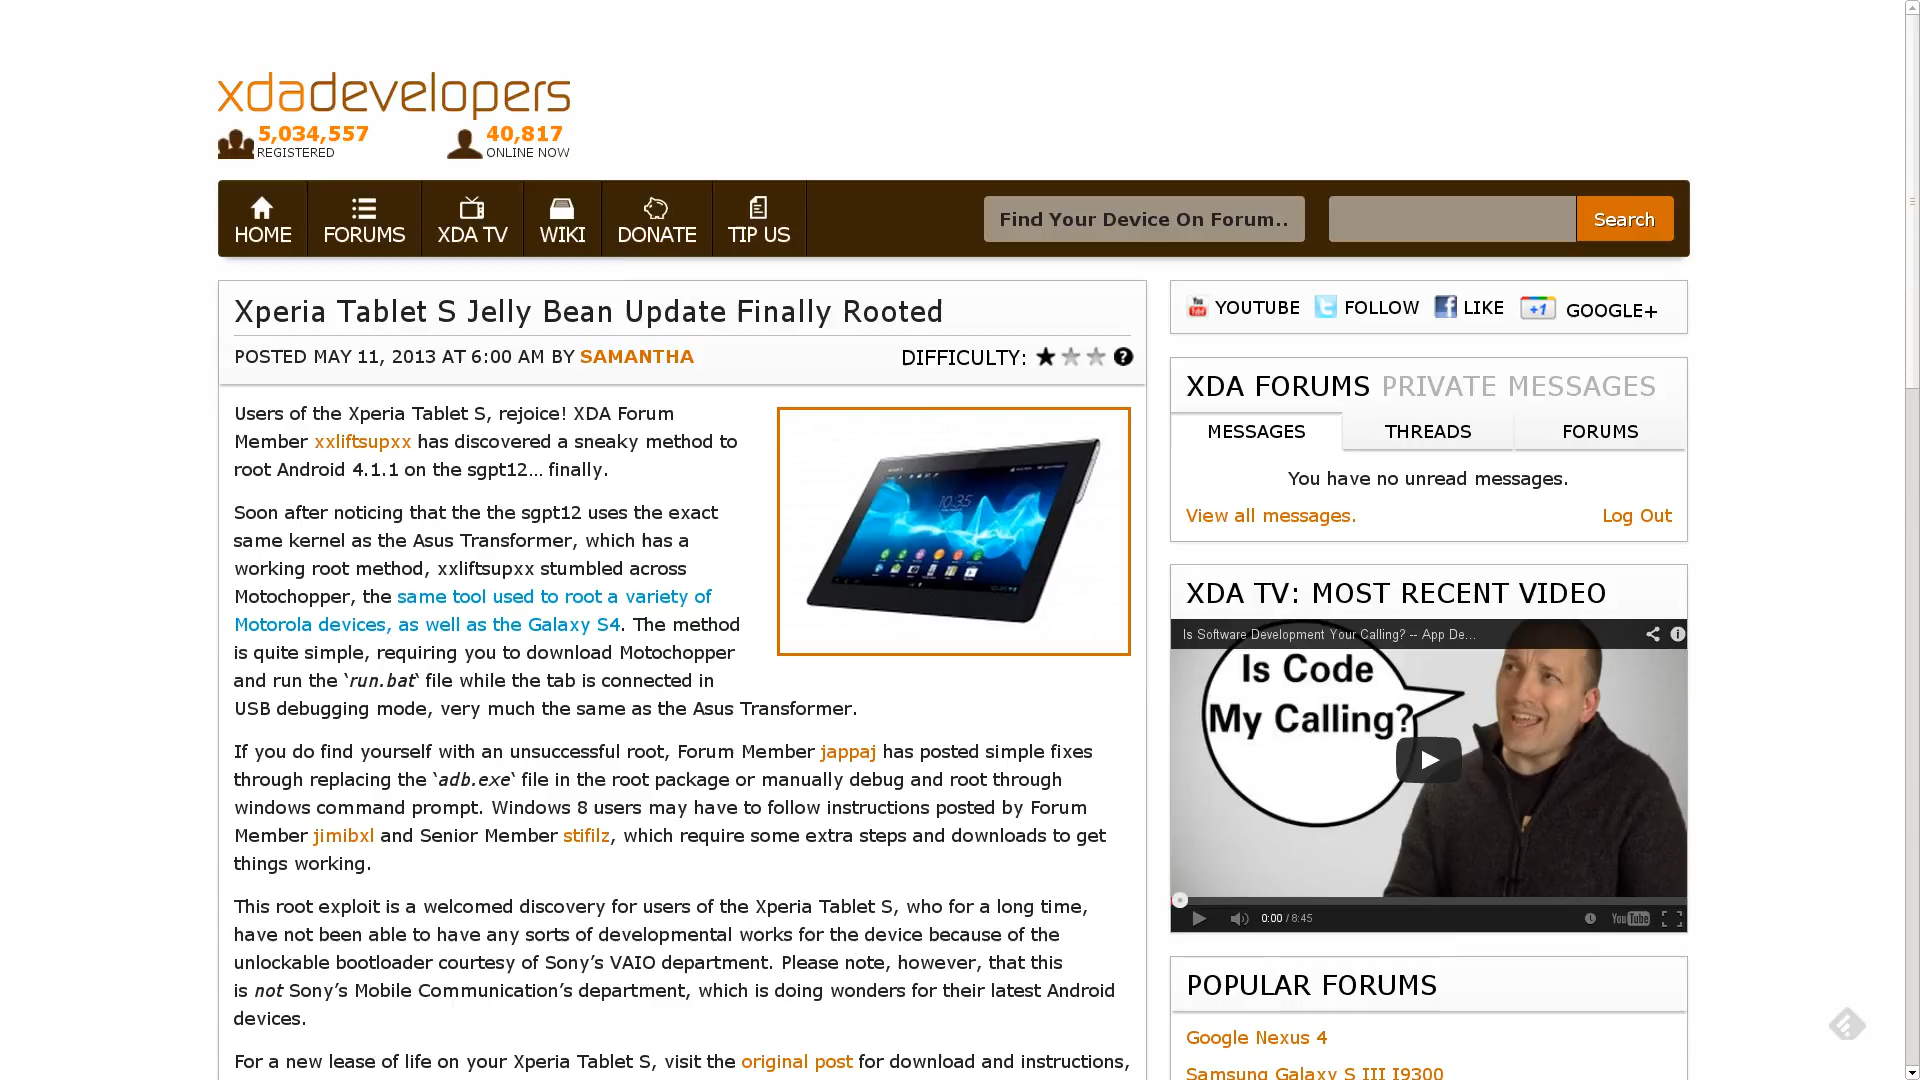 xdadevelopers
5,034,557
REGISTERED
40,817
ONLINE NOW
HOME
FORUMS
XDA TV
WIKI
DONATE
TIP US
Find Your Device On Forum..
Search
Xperia Tablet S Jelly Bean Update Finally Rooted
POSTED MAY 11, 2013 AT 6:00 AM BY SAMANTHA
DIFFICULTY:
Users of the Xperia Tablet S, rejoice! XDA Forum
Member xxliftsupxx has discovered a sneaky method to
root Android 4.1.1 on the sgpt12... finally.
Soon after noticing that the the sgpt12 uses the exact
same kernel as the Asus Transformer, which has a
working root method, xxliftsupxx stumbled across
Motochopper, the same tool used to root a variety of
Motorola devices, as well as the Galaxy S4. The method
is quite simple, requiring you to download Motochopper
and run the ‘run.bat‘ file while the tab is connected in
USB debugging mode, very much the same as the Asus Transformer.
If you do find yourself with an unsuccessful root, Forum Member jappaj has posted simple fixes
through replacing the ‘adb.exe‘ file in the root package or manually debug and root through
windows command prompt. Windows 8 users may have to follow instructions posted by Forum
Member jimibxl and Senior Member stifilz, which require some extra steps and downloads to get
things working.
This root exploit is a welcomed discovery for users of the Xperia Tablet S, who for a long time,
have not been able to have any sorts of developmental works for the device because of the
unlockable bootloader courtesy of Sony’s VAIO department. Please note, however, that this
is not Sony’s Mobile Communication’s department, which is doing wonders for their latest Android
devices.
For a new lease of life on your Xperia Tablet S, visit the original post for download and instructions,
10:35
YOUTUBE
FOLLOW
LIKE
+1
GOOGLE+
XDA FORUMS PRIVATE MESSAGES
MESSAGES
THREADS
FORUMS
You have no unread messages.
View all messages.
Log Out
XDA TV: MOST RECENT VIDEO
Is Software Development Your Calling? -- App De...
Is Code
My Calling?
0:00 / 8:45
YouTube
POPULAR FORUMS
Google Nexus 4
Samsung Galaxy S III I9300